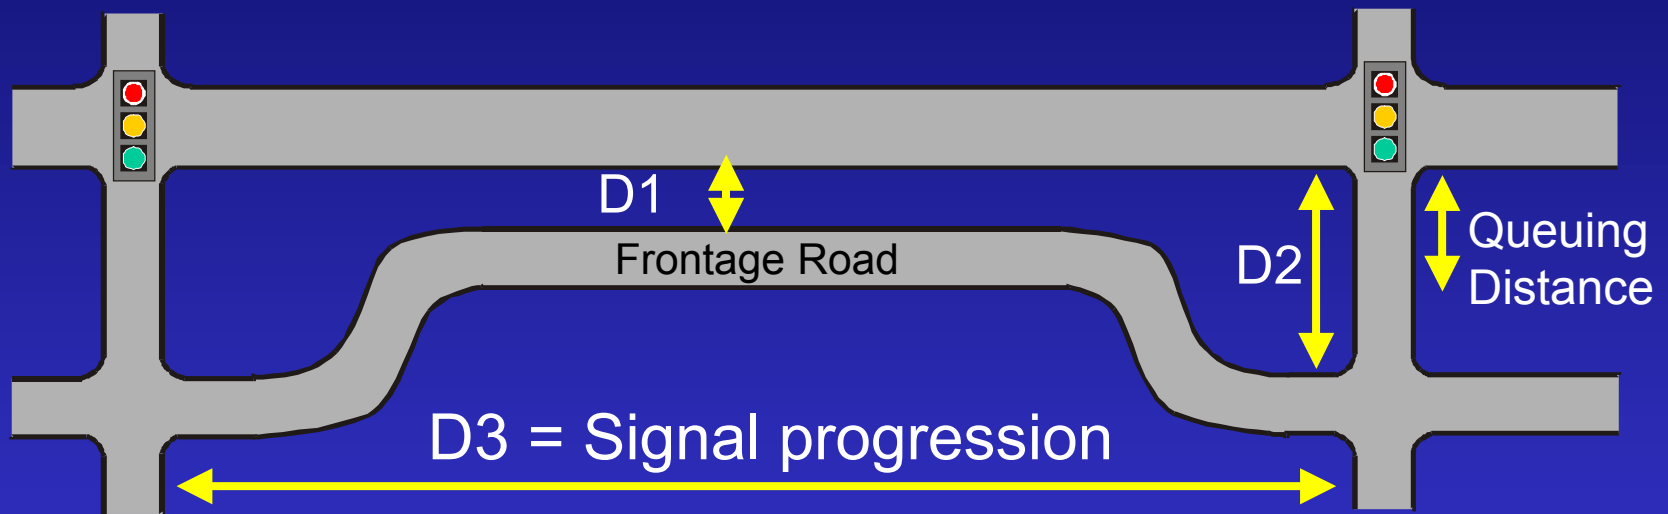 D1
Frontage Road
D2
Queuing
Distance
D3 = Signal progression